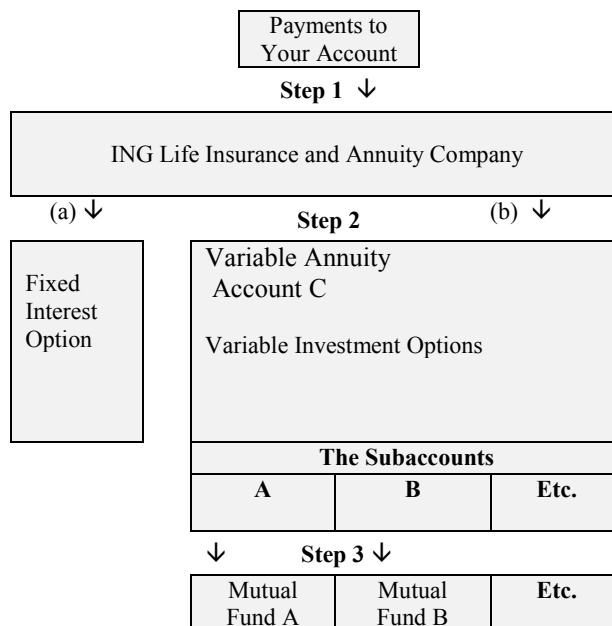 Payments to
Your Account
Step 1 ↓
ING Life Insurance and Annuity Company
(a) ↓
Step 2
(b) ↓
Fixed
Interest
Option
Variable Annuity
Account C
Variable Investment Options
The Subaccounts
A B Etc.
↓ Step 3 ↓
Mutual
Fund A
Mutual
Fund B
Etc.